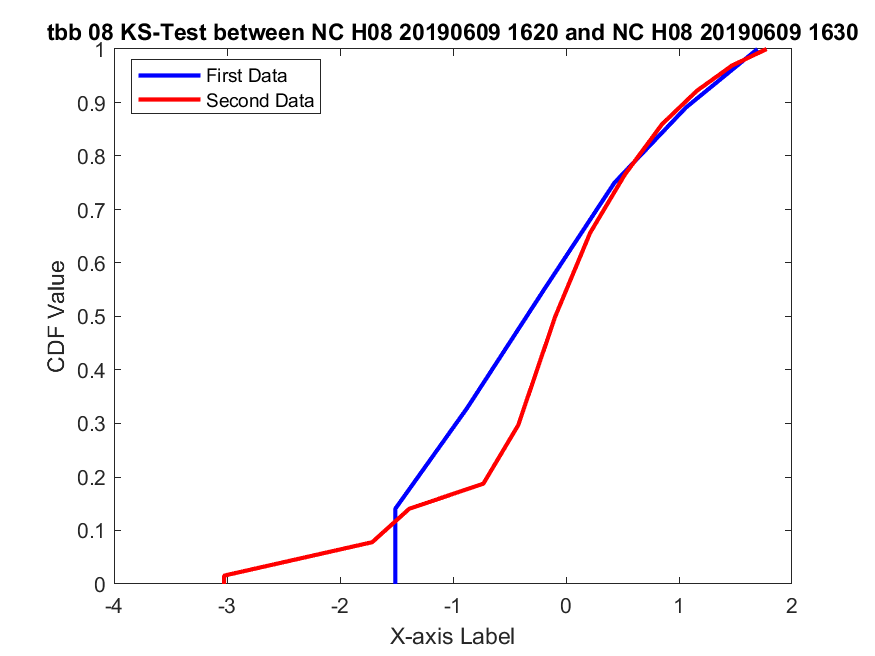 tbb 08 KS-Test between NC H08 20190609 1620 and NC H08 20190609 1630
First Data
Second Data
1
0.9
0.8
0.7
0.6
0.5
0.4
0.3
0.2
0.1
0
CDF Value
-4 -3 -2 -1 0 1 2
X-axis Label